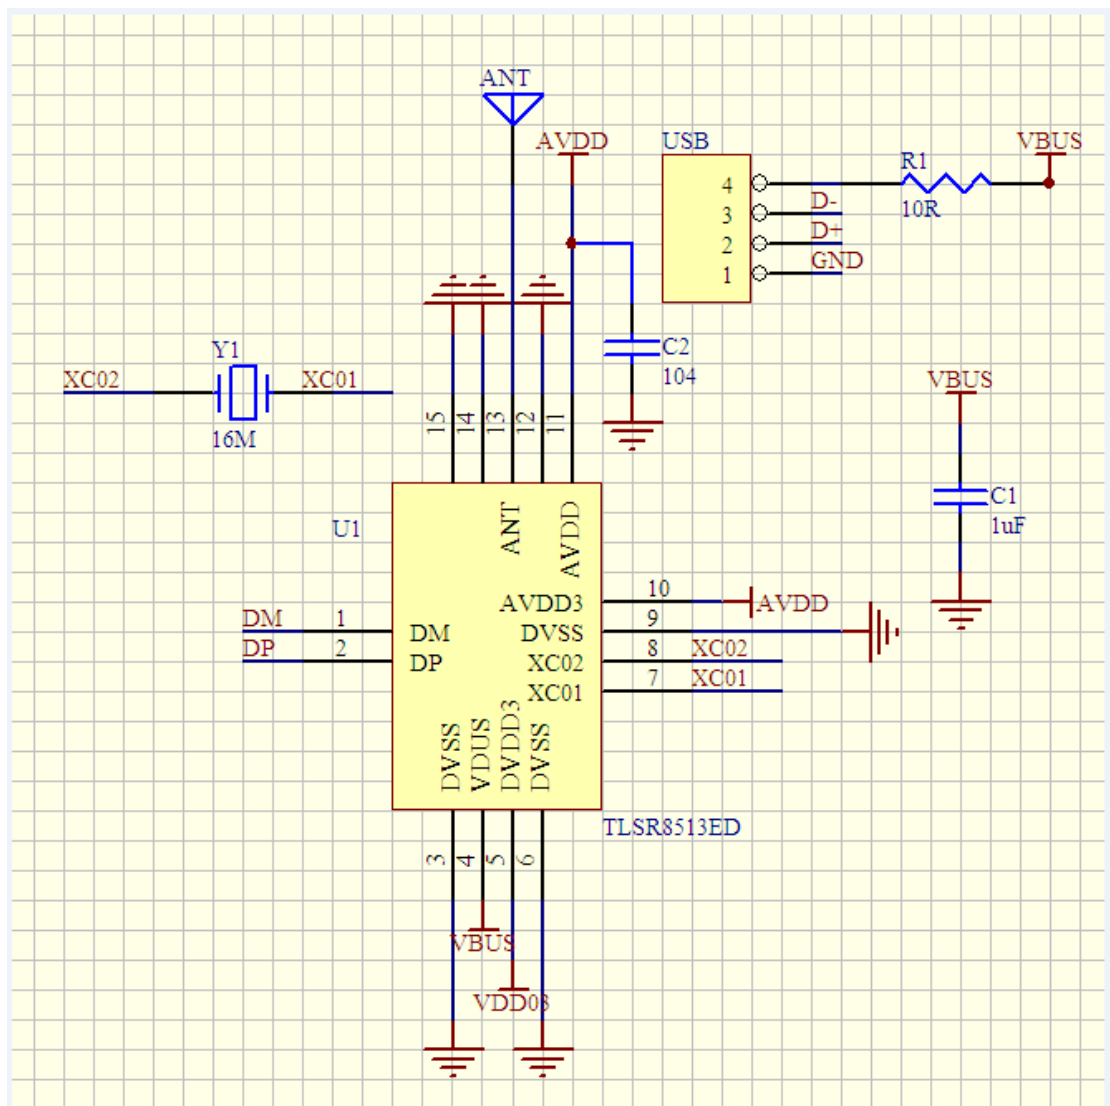 ANT
AVDD
USB
VBUS
R1
4
10R
3
D-
2
D+
1
GND
Y1
XC02
XC01
16M
C2
104
VBUS
15
14
13
12
11
C1
1uF
U1
ANT
AVDD
AVDD3
10
AVDD
DM
1
DM
DVSS
9
DP
2
DP
XC02
8
XC02
XC01
7
XC01
DVSS
VDUS
DVDD3
DVSS
TLSR8513ED
3
4
5
6
VBUS
VDD03